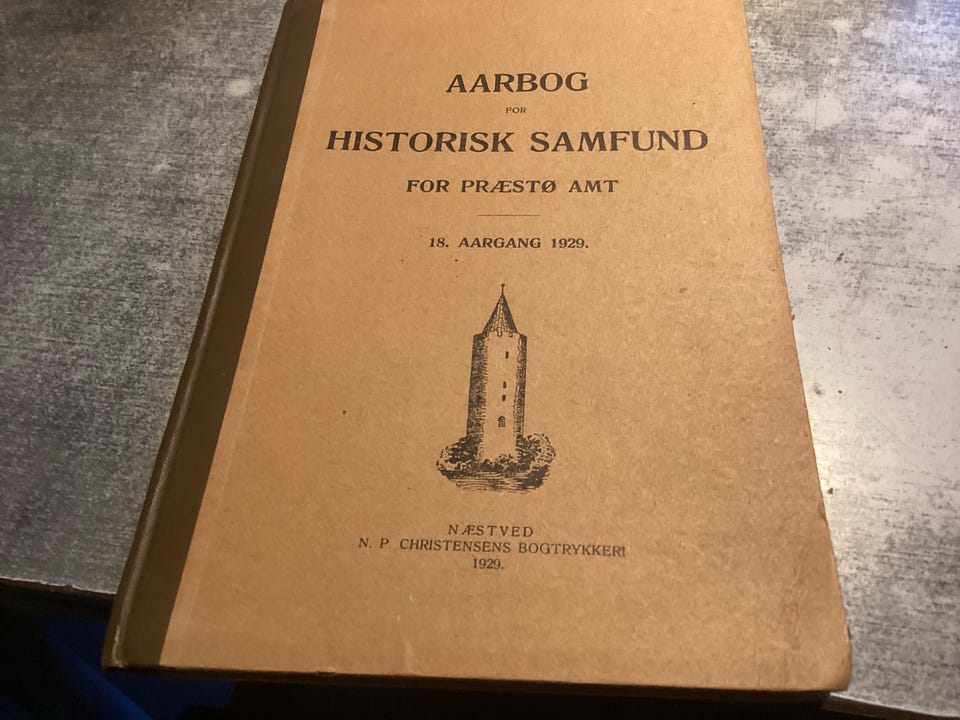 AARBOG
FOR
HISTORISK SAMFUND
FOR PRÆSTØ AMT
18. AARGANG 1929.
NÆSTVED
N. P. CHRISTENSENS BOGTRYKKERI
1929.